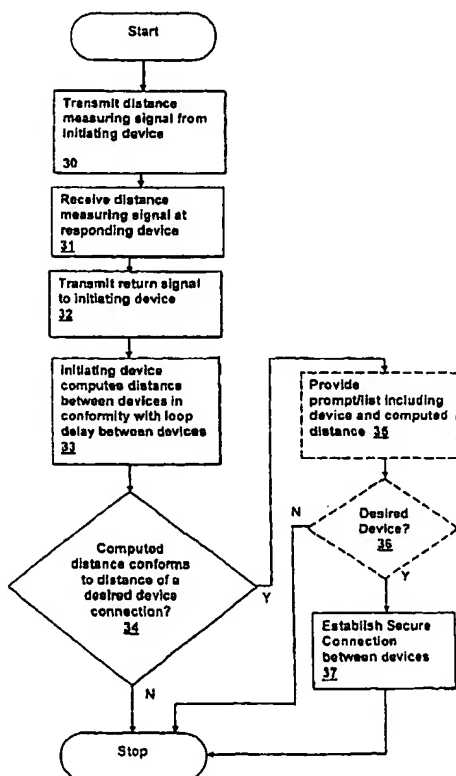 Start
Transmit distance
measuring signal from
initiating device
30
Receive distance
measuring signal at
responding device
31
Transmit return signal
to initiating device
32
Initiating device
computes distance
between devices in
conformity with loop
delay between devices
33
Computed
distance conforms
to distance of a
desired device
connection?
34
Y
N
Provide
prompt/list including
device and computed
distance 35
Desired
Device?
36
N
Y
Establish Secure
Connection
between devices
37
Stop